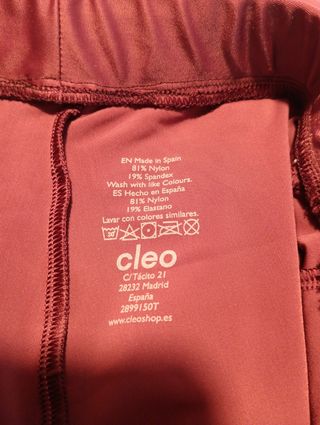 EN Made in Spain
81% Nylon
19% Spandex
Wash with like Colours.
ES Hecho en España
81% Nylon
19% Elastano
Lavar con colores similares.
30
cleo
C/Tácito 21
28232 Madrid
España
2899150T
www.cleoshop.es